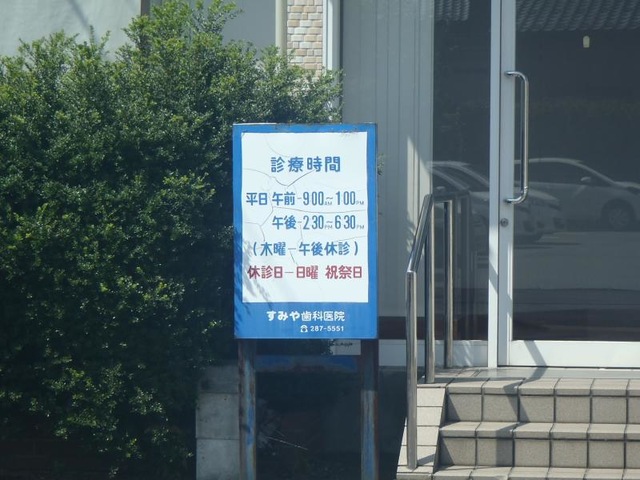 診療時間
平日 午前-9:00AM~1:00PM
午後-2:30PM~6:30PM
(木曜-午後休診)
休診日-日曜 祝祭日
すみや歯科医院
☎287-5551